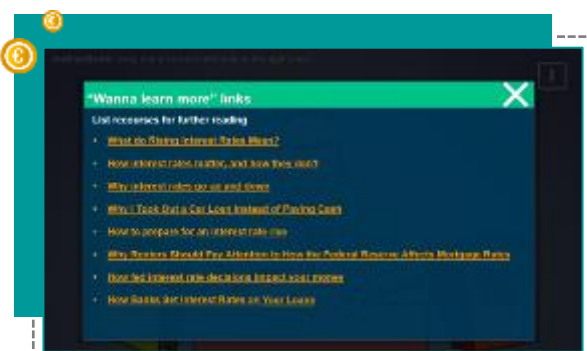 "Wanna learn more" links
List recourses for further reading
What do Rising Interest Rates Mean?
How interest rates matter, and how they don't
Why interest rates go up and down
Why I Took Out a Car Loan Instead of Paying Cash
How to prepare for an interest rate rise
Why Renters Should Pay Attention to How the Federal Reserve Affects Mortgage Rates
How fed interest rate decisions impact your money
How Banks Set Interest Rates on Your Loans